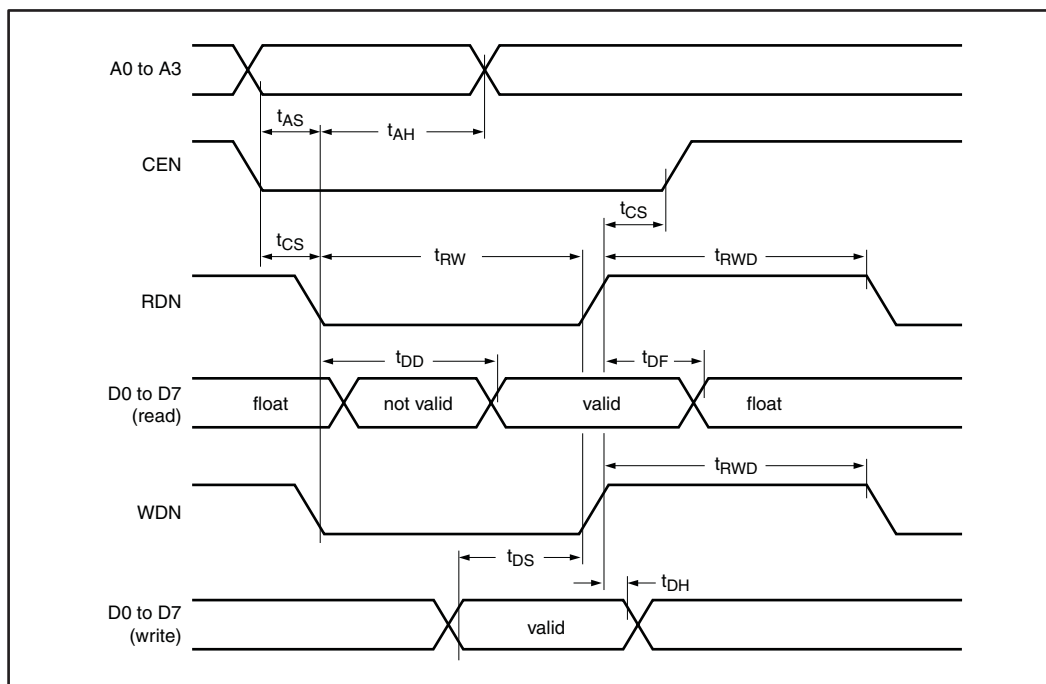 A0 to A3
tAS
tAH
CEN
tCS
tCS
tRW
tRWD
RDN
tDD
tDF
D0 to D7
(read)
float
not valid
valid
float
tRWD
WDN
tDS
tDH
D0 to D7
(write)
valid